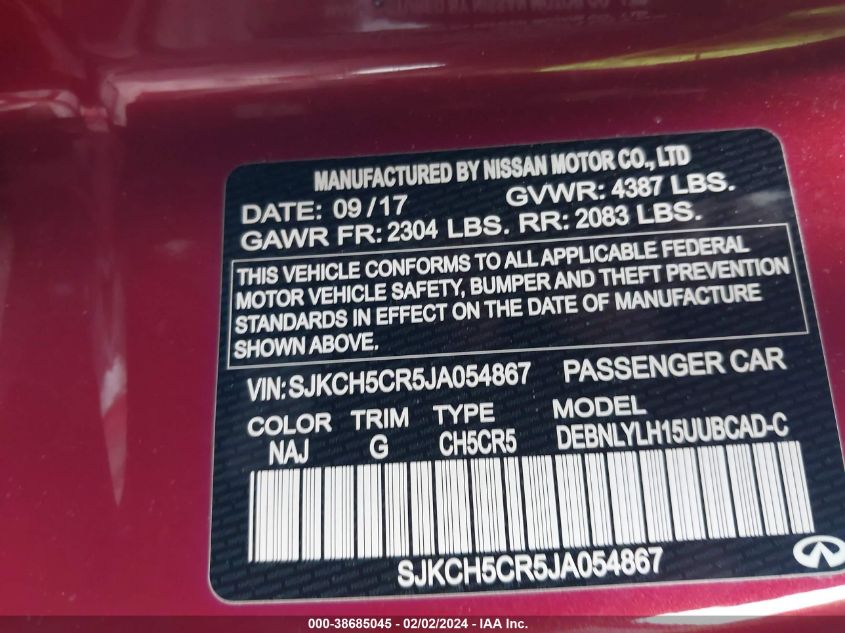 MANUFACTURED BY NISSAN MOTOR CO., LTD
DATE: 09/17 GVWR: 4387 LBS.
GAWR FR: 2304 LBS. RR: 2083 LBS.
THIS VEHICLE CONFORMS TO ALL APPLICABLE FEDERAL
MOTOR VEHICLE SAFETY, BUMPER AND THEFT PREVENTION
STANDARDS IN EFFECT ON THE DATE OF MANUFACTURE
SHOWN ABOVE.
VIN:SJKCH5CR5JA054867 PASSENGER CAR
COLOR TRIM TYPE MODEL
NAJ G CH5CR5 DEBNLYLH15UUBCAD-C
SJKCH5CR5JA054867
000-38685045 - 02/02/2024 - IAA Inc.